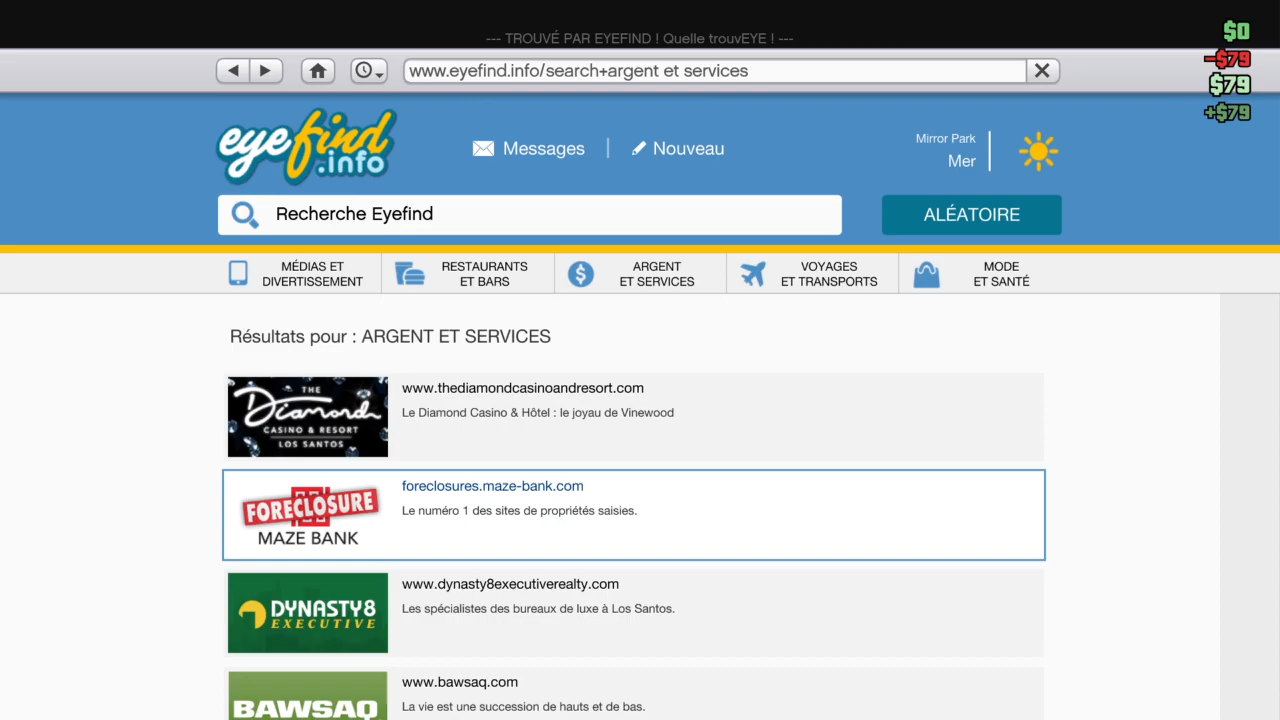 --- TROUVÉ PAR EYEFIND ! Quelle trouvEYE ! ---
$0
-$79
$79
+$79
www.eyefind.info/search+argent et services
eyefind
.info
Messages
Nouveau
Mirror Park
Mer
Recherche Eyefind
ALÉATOIRE
MÉDIAS ET
DIVERTISSEMENT
RESTAURANTS
ET BARS
ARGENT
ET SERVICES
VOYAGES
ET TRANSPORTS
MODE
ET SANTÉ
Résultats pour : ARGENT ET SERVICES
THE
Diamond
CASINO & RESORT
LOS SANTOS
www.thediamondcasinoandresort.com
Le Diamond Casino & Hôtel : le joyau de Vinewood
FORECLOSURE
MAZE BANK
foreclosures.maze-bank.com
Le numéro 1 des sites de propriétés saisies.
DYNASTY8
EXECUTIVE
www.dynasty8executiverealty.com
Les spécialistes des bureaux de luxe à Los Santos.
BAWSAQ
www.bawsaq.com
La vie est une succession de hauts et de bas.